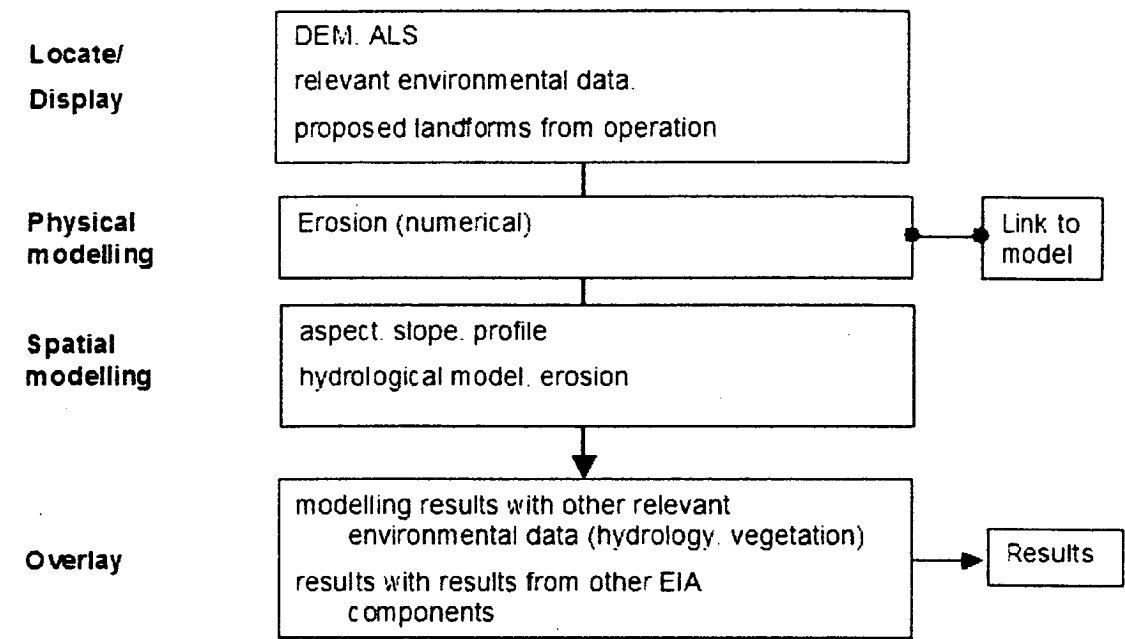 Locate/
Display
DEM. ALS
relevant environmental data.
proposed landforms from operation
Physical
modelling
Erosion (numerical)
Link to
model
Spatial
modelling
aspect. slope. profile
hydrological model. erosion
Overlay
modelling results with other relevant
environmental data (hydrology. vegetation)
results with results from other EIA
components
Results